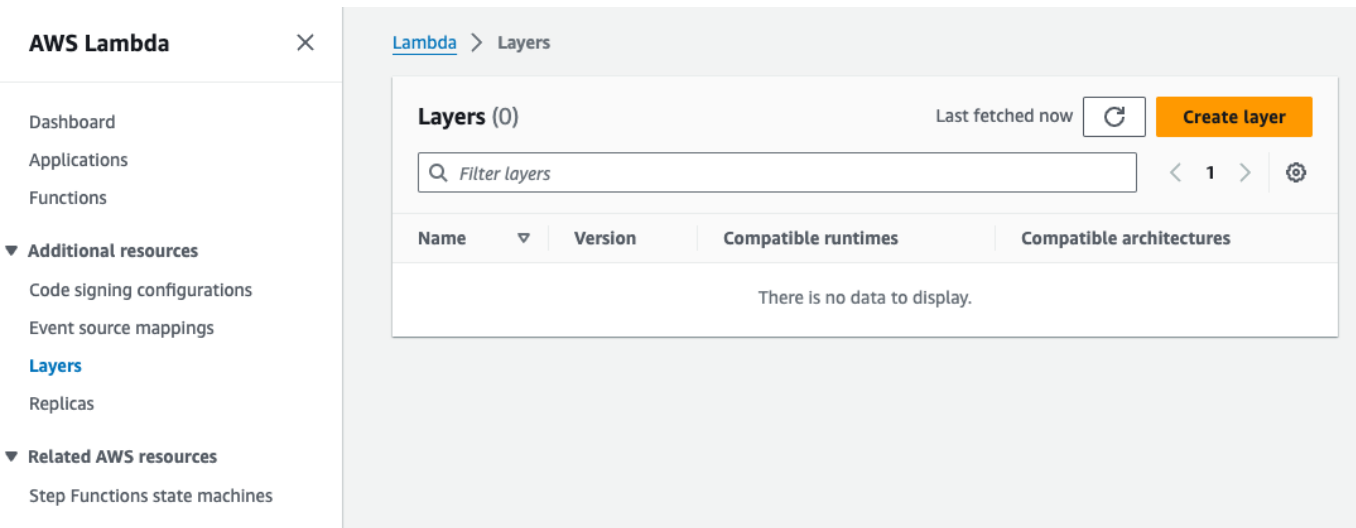 AWS Lambda
Dashboard
Applications
Functions
Additional resources
Code signing configurations
Event source mappings
Layers
Replicas
Related AWS resources
Step Functions state machines
Lambda > Layers
Layers (0)
Last fetched now
Create layer
Filter layers
1
Name Version Compatible runtimes Compatible architectures
There is no data to display.